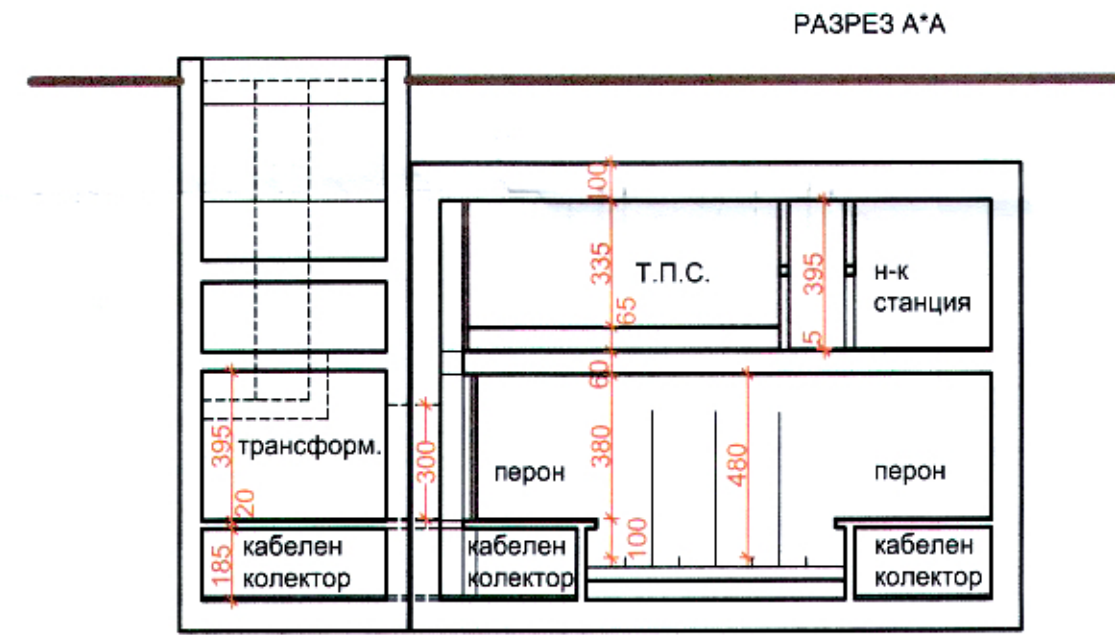 РАЗРЕЗ А*А
100
335
Т.П.С.
395
н-к
станция
65
5
60
395
трансформ.
300
380
480
перон
перон
20
100
185
кабелен
колектор
кабелен
колектор
кабелен
колектор